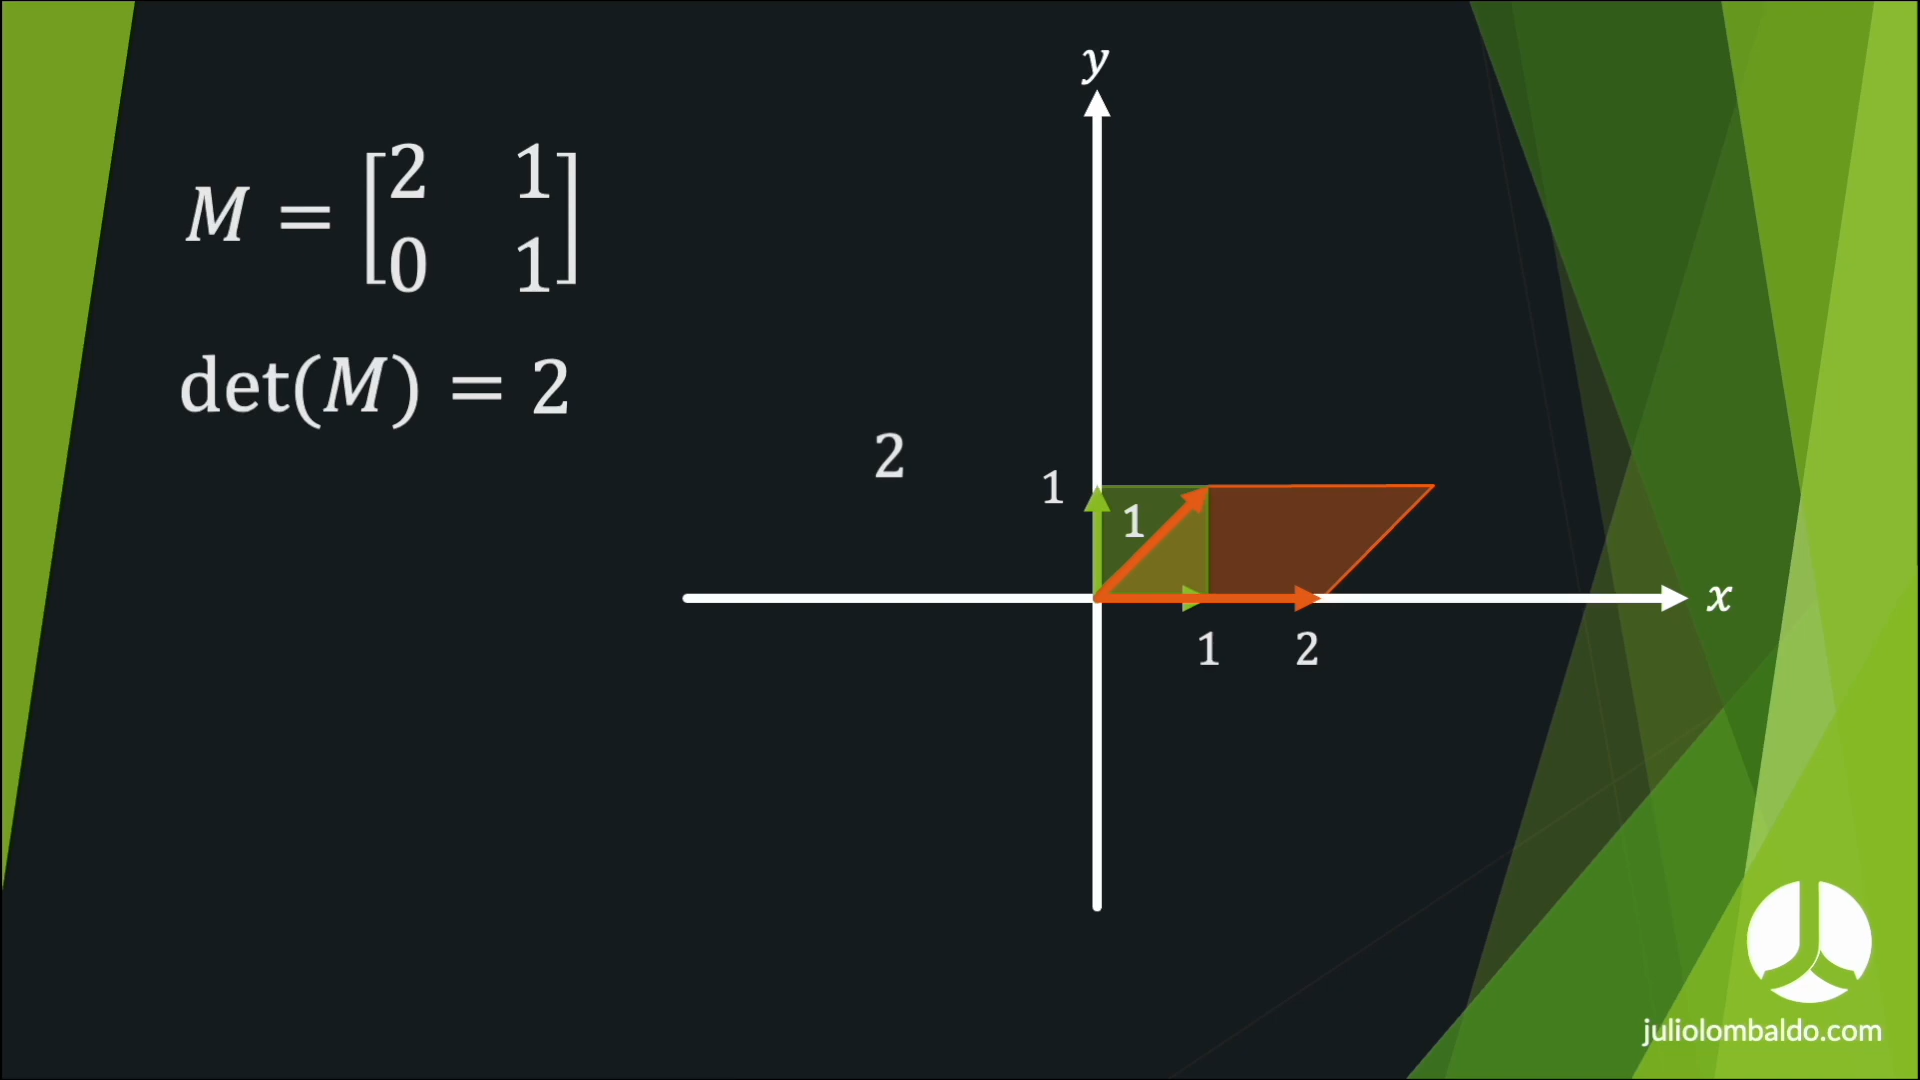 y
M = [2 1
0 1]
det(M) = 2
2
1
1
x
1 2
juliolombaldo.com